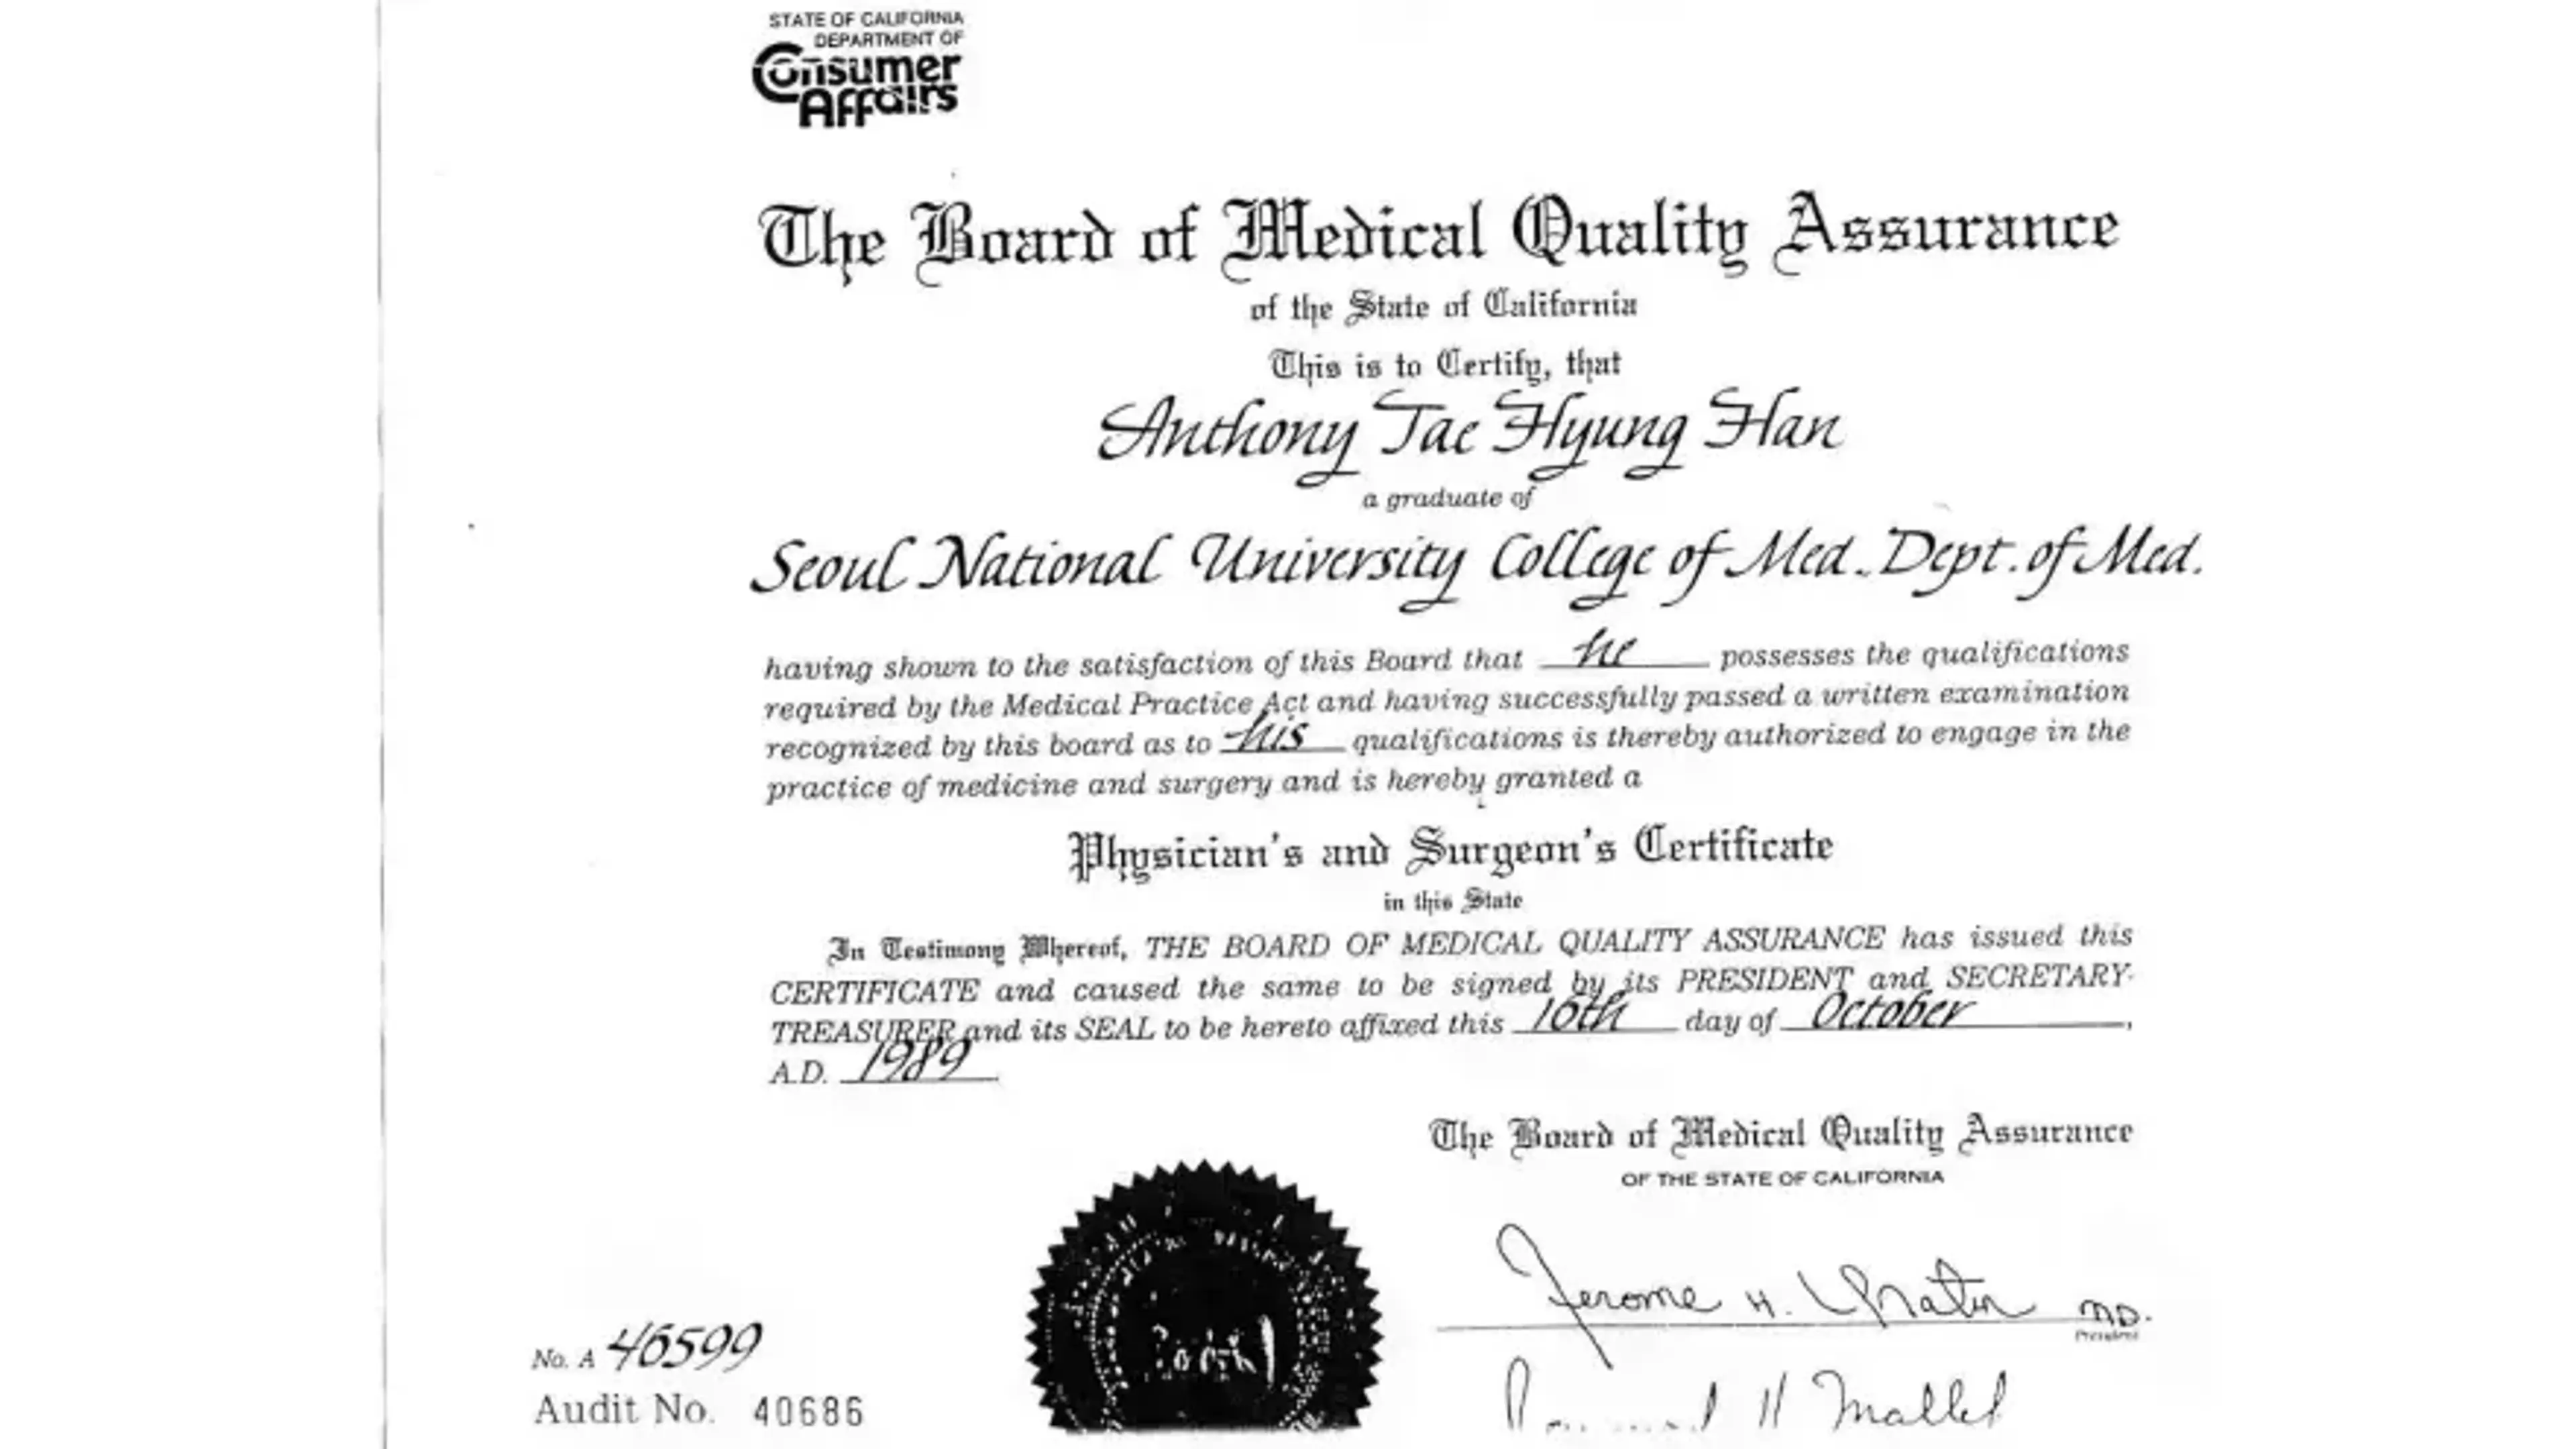 STATE OF CALIFORNIA
DEPARTMENT OF
Consumer
Affairs
The Board of Medical Quality Assurance
of the State of California
This is to Certify, that
Anthony Tae Hyung Han
a graduate of
Seoul National University College of Med. Dept. of Med.
having shown to the satisfaction of this Board that he possesses the qualifications
required by the Medical Practice Act and having successfully passed a written examination
recognized by this board as to his qualifications is thereby authorized to engage in the
practice of medicine and surgery and is hereby granted a
Physician's and Surgeon's Certificate
in this State
In Testimony Whereof, THE BOARD OF MEDICAL QUALITY ASSURANCE has issued this
CERTIFICATE and caused the same to be signed by its PRESIDENT and SECRETARY-
TREASURER and its SEAL to be hereto affixed this 16th day of October,
A.D. 1989
The Board of Medical Quality Assurance
OF THE STATE OF CALIFORNIA
Jerome H. M.D.
President
H Mallel
No. A 46599
Audit No. 40686